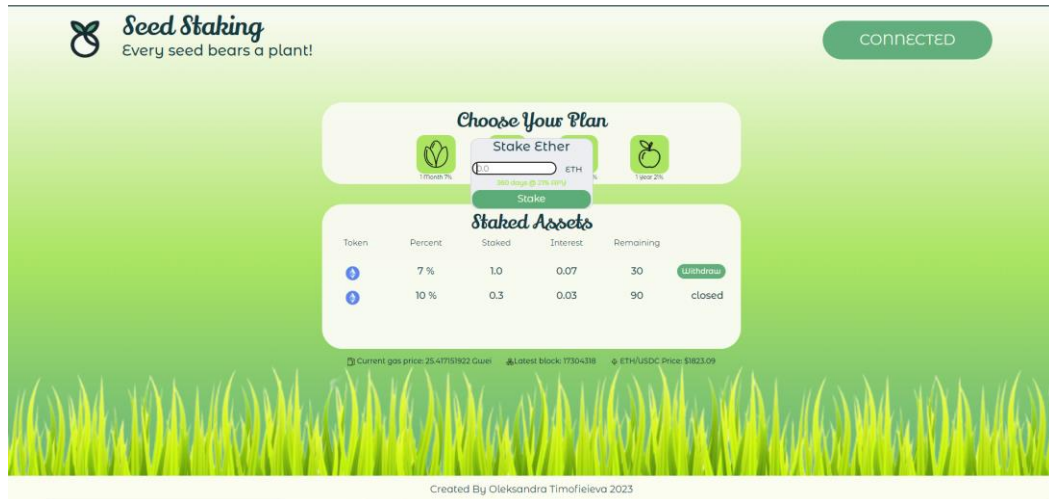 Seed Staking
Every seed bears a plant!
CONNECTED
Choose Your Plan
Stake Ether
0.0 ETH
1 Month 7% % 1 year 21%
Stake
Staked Assets
Token Percent Staked Interest Remaining
7 % 1.0 0.07 30 Withdraw
10 % 0.3 0.03 90 closed
Current gas price: 25.417151922 Gwei Latest block: 17304318 ETH/USDC Price: $1823.09
Created By Oleksandra Timofieieva 2023